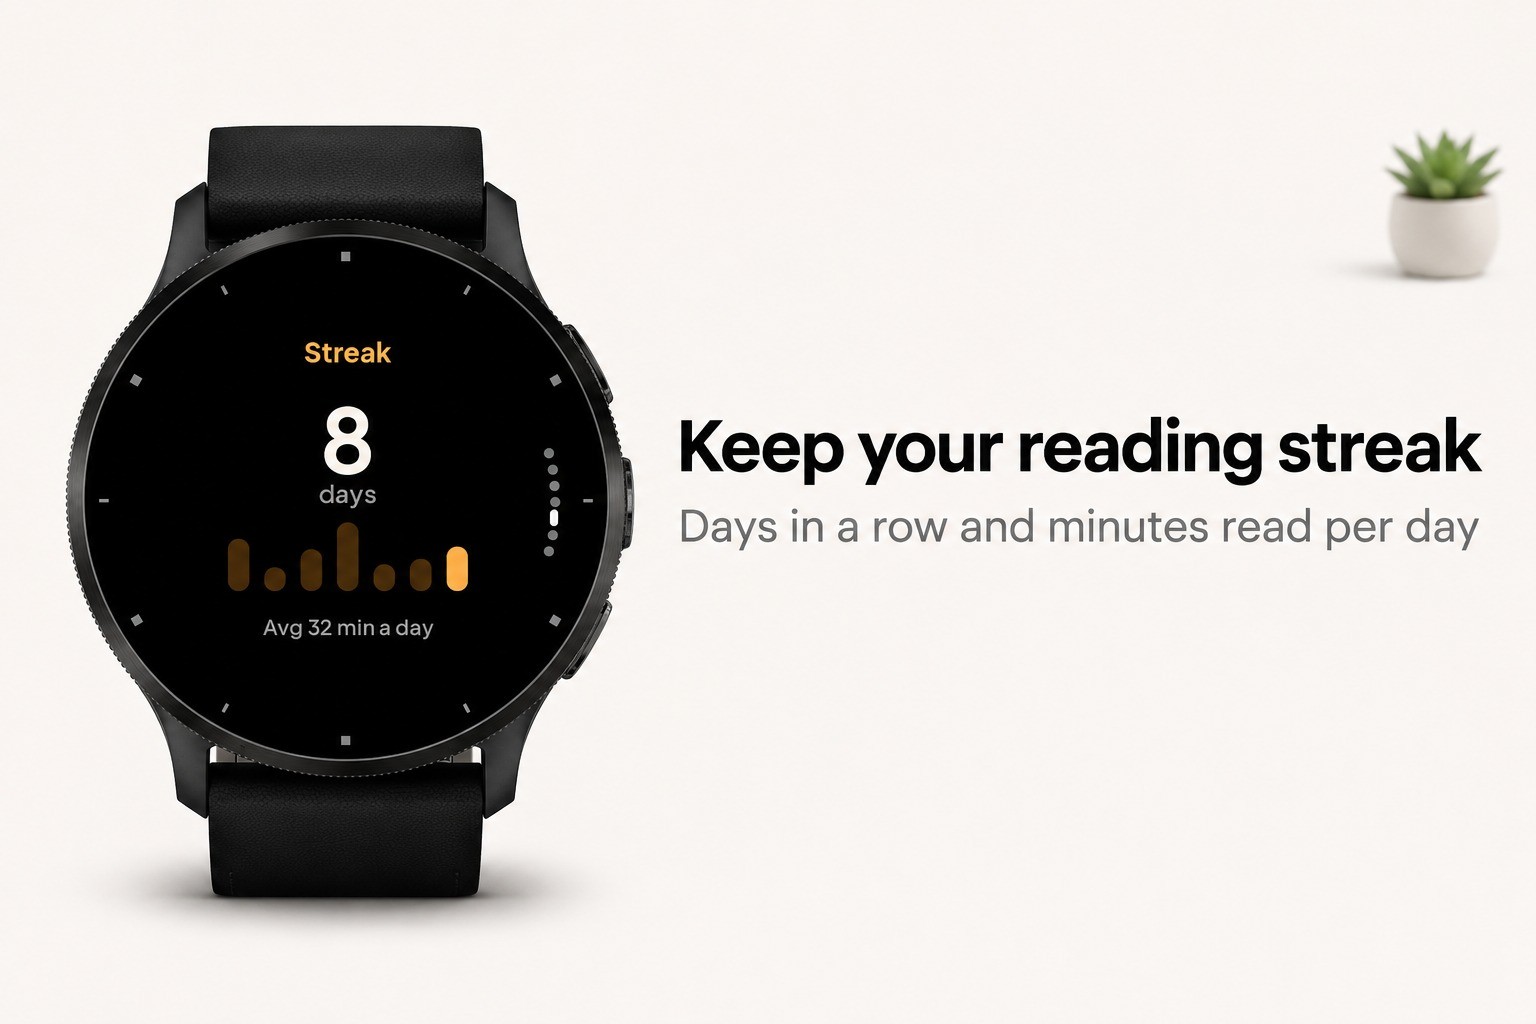 Streak
8
days
Avg 32 min a day
Keep your reading streak
Days in a row and minutes read per day